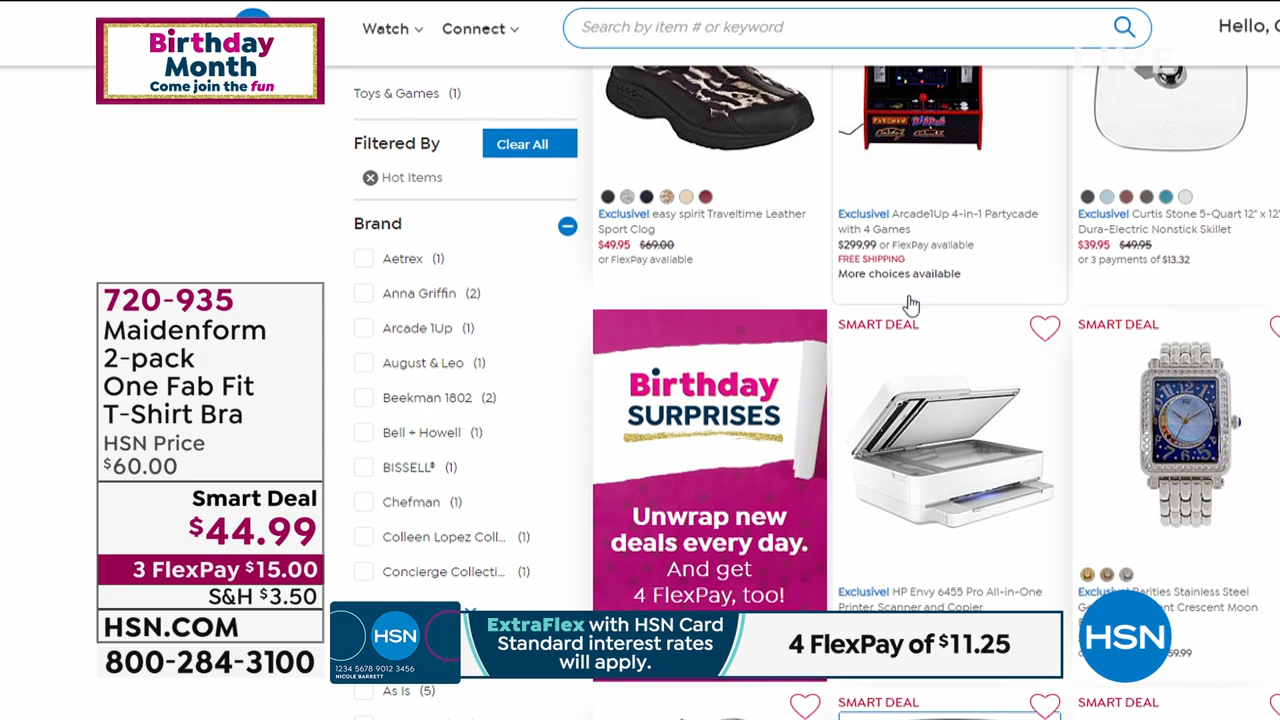 Birthday
Month
Come join the fun
Watch
Connect
Search by item # or keyword
Hello,
LIVE
Toys & Games (1)
Filtered By
Clear All
Hot Items
Brand
Aetrex (1)
Anna Griffin (2)
Arcade 1Up (1)
August & Leo (1)
Beekman 1802 (2)
Bell + Howell (1)
BISSELL® (1)
Chefman (1)
Colleen Lopez Coll... (1)
Concierge Collecti... (1)
As Is (5)
Exclusive! easy spirit Traveltime Leather
Sport Clog
$49.95 $69.00
or FlexPay available
Exclusive! Arcade1Up 4-in-1 Partycade
with 4 Games
$299.99 or FlexPay available
FREE SHIPPING
More choices available
Exclusive! Curtis Stone 5-Quart 12" x 12"
Dura-Electric Nonstick Skillet
$39.95 $49.95
or 3 payments of $13.32
Birthday
SURPRISES
Unwrap new
deals every day.
And get
4 FlexPay, too!
SMART DEAL
Exclusive! HP Envy 6455 Pro All-in-One
Printer, Scanner and Copier
SMART DEAL
Rarities Stainless Steel
Crescent Moon
SMART DEAL
SMART DEAL
720-935
Maidenform
2-pack
One Fab Fit
T-Shirt Bra
HSN Price
$60.00
Smart Deal
$44.99
3 FlexPay $15.00
S&H $3.50
HSN.COM
800-284-3100
HSN
1234 5678 9012 3456
NICOLE BARRETT
ExtraFlex with HSN Card
Standard interest rates
will apply.
4 FlexPay of $11.25
HSN